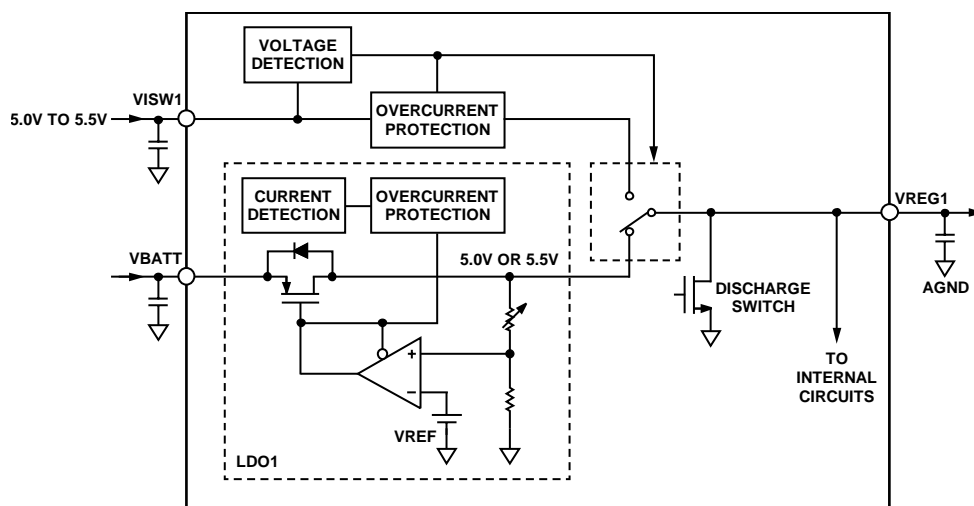 VOLTAGE
DETECTION
VISW1
5.0V TO 5.5V
OVERCURRENT
PROTECTION
CURRENT
DETECTION
OVERCURRENT
PROTECTION
VREG1
VBATT
5.0V OR 5.5V
DISCHARGE
SWITCH
AGND
+
–
VREF
TO
INTERNAL
CIRCUITS
LDO1